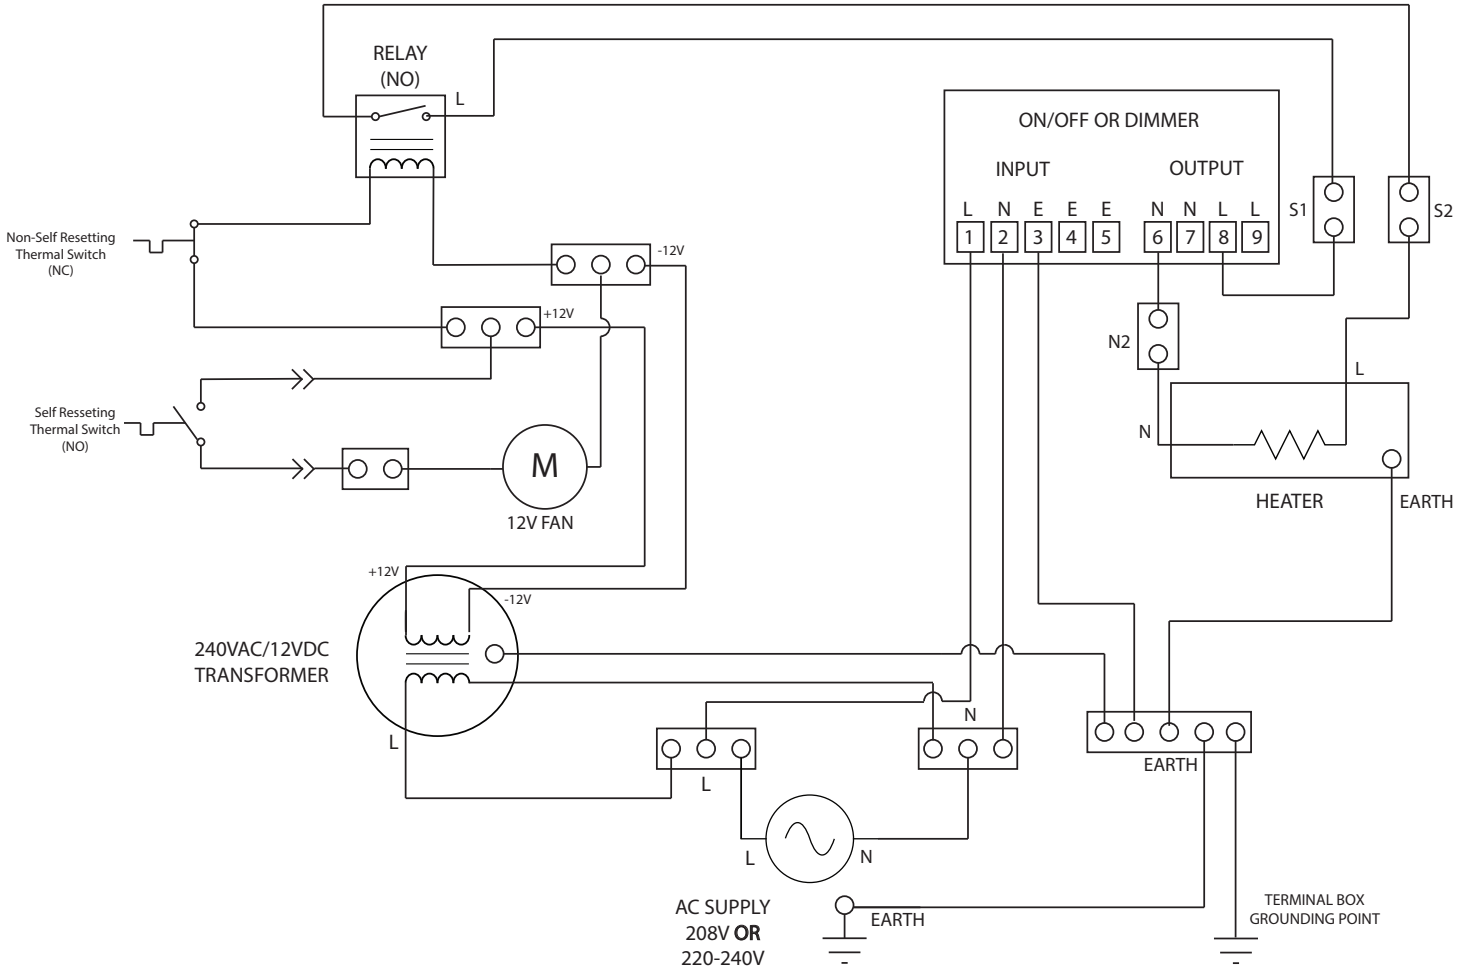 RELAY
(NO)
L
ON/OFF OR DIMMER
INPUT
OUTPUT
L N E E E
N N L L
1 2 3 4 5
6 7 8 9
S1
S2
Non-Self Resetting
Thermal Switch
(NC)
-12V
+12V
N2
L
N
Self Resseting
Thermal Switch
(NO)
M
12V FAN
HEATER
EARTH
+12V
-12V
240VAC/12VDC
TRANSFORMER
L
N
L
EARTH
L
N
AC SUPPLY
208V OR
220-240V
EARTH
TERMINAL BOX
GROUNDING POINT